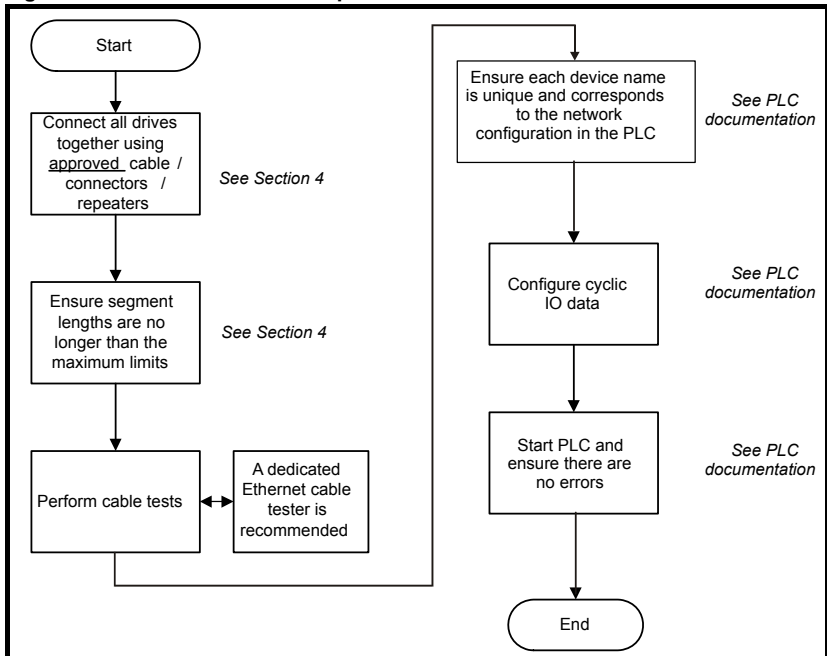 Start
Connect all drives
together using
approved cable /
connectors /
repeaters
See Section 4
Ensure segment
lengths are no
longer than the
maximum limits
See Section 4
Perform cable tests
A dedicated
Ethernet cable
tester is
recommended
Ensure each device name
is unique and corresponds
to the network
configuration in the PLC
See PLC
documentation
Configure cyclic
IO data
See PLC
documentation
Start PLC and
ensure there are
no errors
See PLC
documentation
End